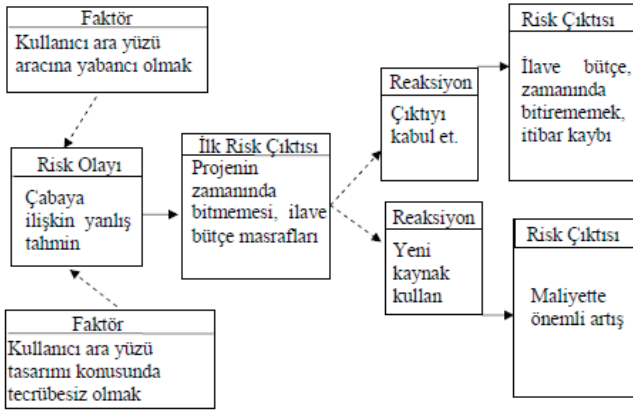 Faktör
Kullanıcı ara yüzü
aracına yabancı olmak
Risk Olayı
Çabaya
ilişkin yanlış
tahmin
Faktör
Kullanıcı ara yüzü
tasarımı konusunda
tecrübesiz olmak
İlk Risk Çıktısı
Projenin
zamanında
bitmemesi, ilave
bütçe masrafları
Reaksiyon
Çıktıyı
kabul et.
Risk Çıktısı
İlave bütçe,
zamanında
bitirememek,
itibar kaybı
Reaksiyon
Yeni
kaynak
kullan
Risk Çıktısı
Maliyette
önemli artış